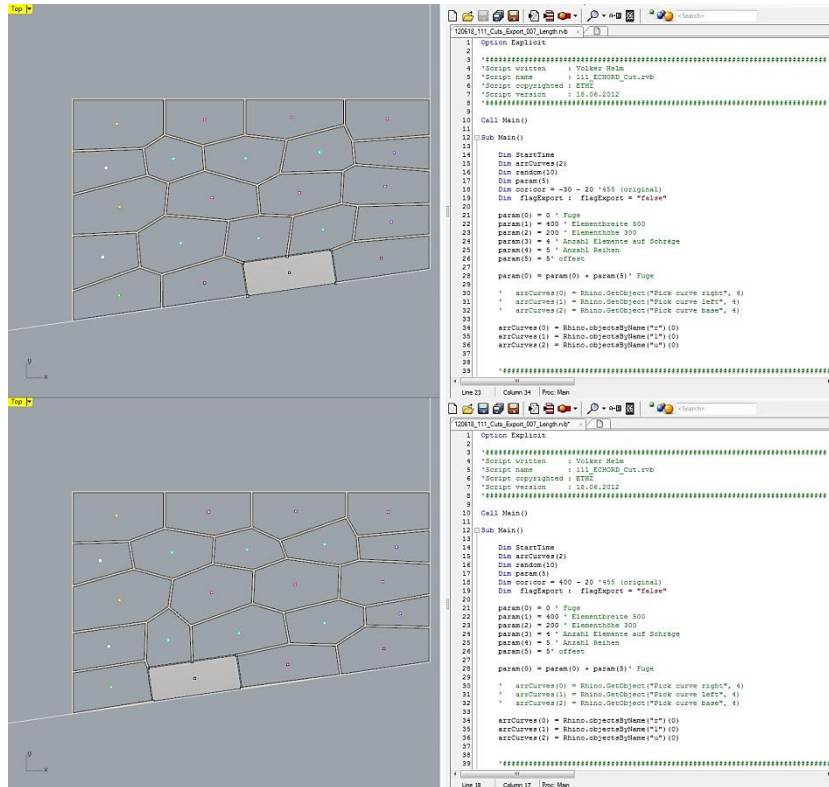 Top
y
x
<Search>
120618_111_Cuts_Export_007_Length.rvb
1 Option Explicit
2
3 '####################################################################################
4 'Script written : Volker Helm
5 'Script name : 111_ECHORD_Cut.rvb
6 'Script copyrighted : ETHZ
7 'Script version : 18.06.2012
8 '####################################################################################
9
10 Call Main()
11
12 Sub Main()
13
14 Dim StartTime
15 Dim arrCurves(2)
16 Dim random(10)
17 Dim param(5)
18 Dim cor:cor = -30 - 20 '455 (original)
19 Dim flagExport : flagExport = "false"
20
21 param(0) = 0 ' Fuge
22 param(1) = 400 ' Elementbreite 500
23 param(2) = 200 ' Elementhöhe 300
24 param(3) = 4 ' Anzahl Elemente auf Schräge
25 param(4) = 5 ' Anzahl Reihen
26 param(5) = 5' offest
27
28 param(0) = param(0) + param(5)' Fuge
29
30 ' arrCurves(0) = Rhino.GetObject("Pick curve right", 4)
31 ' arrCurves(1) = Rhino.GetObject("Pick curve left", 4)
32 ' arrCurves(2) = Rhino.GetObject("Pick curve base", 4)
33
34 arrCurves(0) = Rhino.objectsByName("r")(0)
35 arrCurves(1) = Rhino.objectsByName("l")(0)
36 arrCurves(2) = Rhino.objectsByName("u")(0)
37
38
39 '####################################################################################
Line 23 Column 34 Proc: Main
Top
y
x
<Search>
120618_111_Cuts_Export_007_Length.rvb*
1 Option Explicit
2
3 '####################################################################################
4 'Script written : Volker Helm
5 'Script name : 111_ECHORD_Cut.rvb
6 'Script copyrighted : ETHZ
7 'Script version : 18.06.2012
8 '####################################################################################
9
10 Call Main()
11
12 Sub Main()
13
14 Dim StartTime
15 Dim arrCurves(2)
16 Dim random(10)
17 Dim param(5)
18 Dim cor:cor = 400 - 20 '455 (original)
19 Dim flagExport : flagExport = "false"
20
21 param(0) = 0 ' Fuge
22 param(1) = 400 ' Elementbreite 500
23 param(2) = 200 ' Elementhöhe 300
24 param(3) = 4 ' Anzahl Elemente auf Schräge
25 param(4) = 5 ' Anzahl Reihen
26 param(5) = 5' offest
27
28 param(0) = param(0) + param(5)' Fuge
29
30 ' arrCurves(0) = Rhino.GetObject("Pick curve right", 4)
31 ' arrCurves(1) = Rhino.GetObject("Pick curve left", 4)
32 ' arrCurves(2) = Rhino.GetObject("Pick curve base", 4)
33
34 arrCurves(0) = Rhino.objectsByName("r")(0)
35 arrCurves(1) = Rhino.objectsByName("l")(0)
36 arrCurves(2) = Rhino.objectsByName("u")(0)
37
38
39 '####################################################################################
Line 18 Column 17 Proc: Main